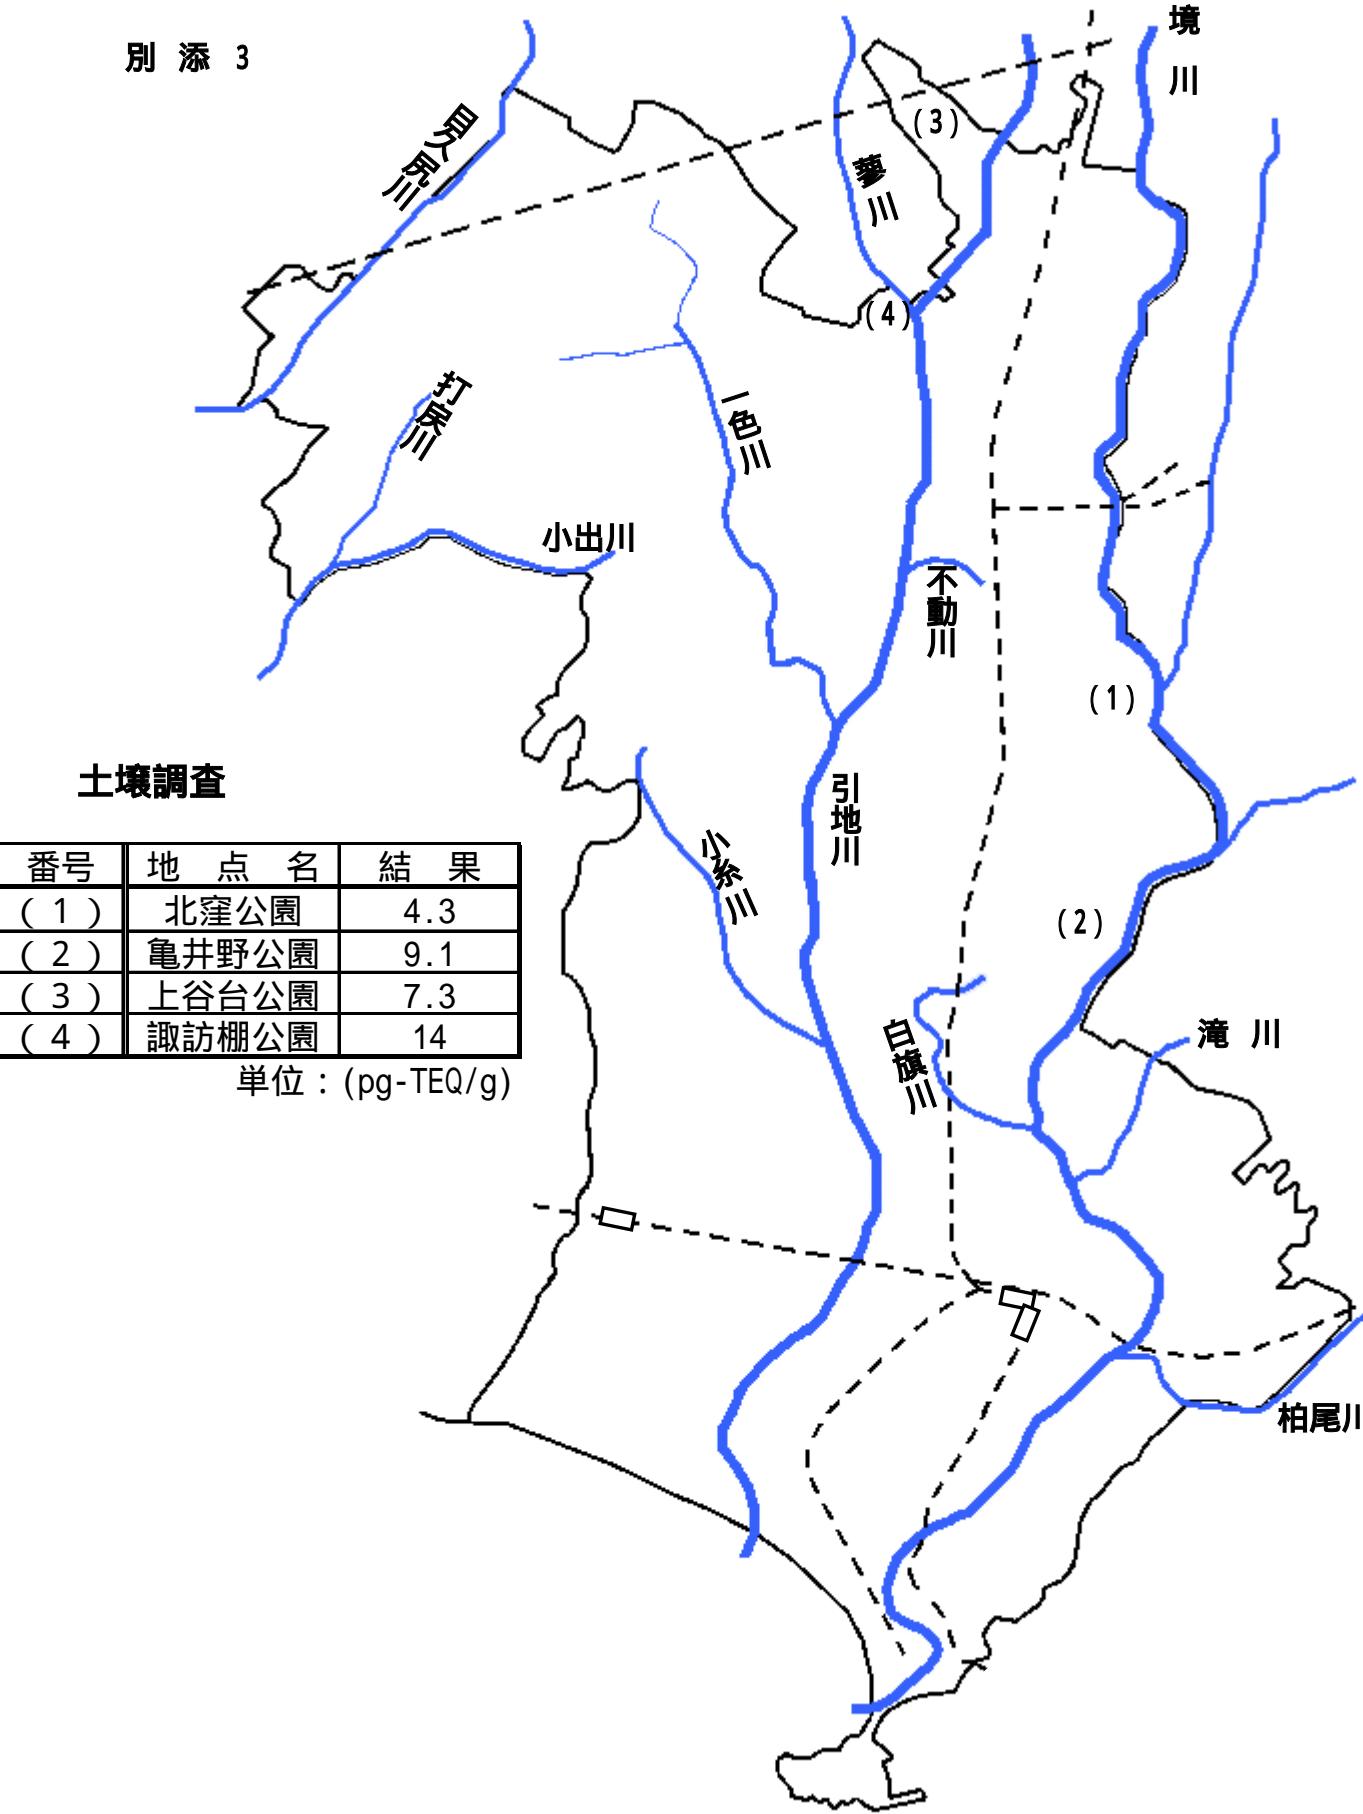 別 添 3
境川
貝久尻川
(3)
蓼川
(4)
打戻川
一色川
小出川
不動川
(1)
土壌調査
引地川
小糸川
番号 地 点 名 結 果
(1) 北窪公園 4.3
(2) 亀井野公園 9.1
(3) 上谷台公園 7.3
(4) 諏訪棚公園 14
単位：(pg-TEQ/g)
(2)
白旗川
滝 川
柏尾川